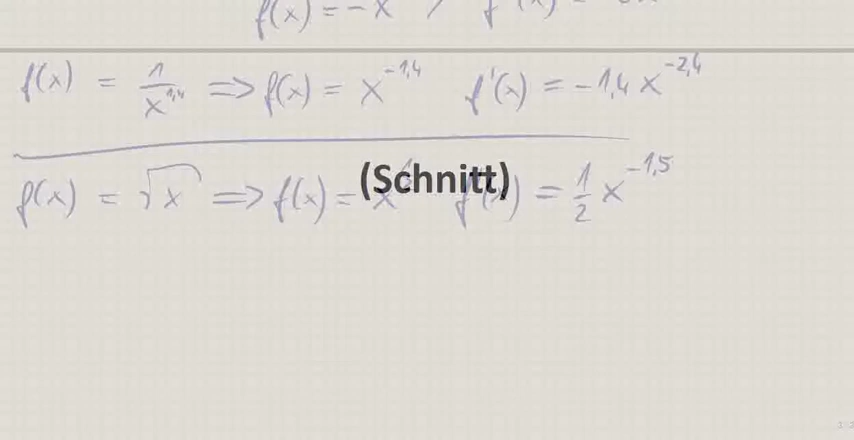 f(x) = -x
f(x) = 1/x^1,4 => f(x) = x^-1,4 f'(x) = -1,4 x^-2,4
f(x) = √x => f(x) = x f'(x) = 1/2 x^-1,5
(Schnitt)